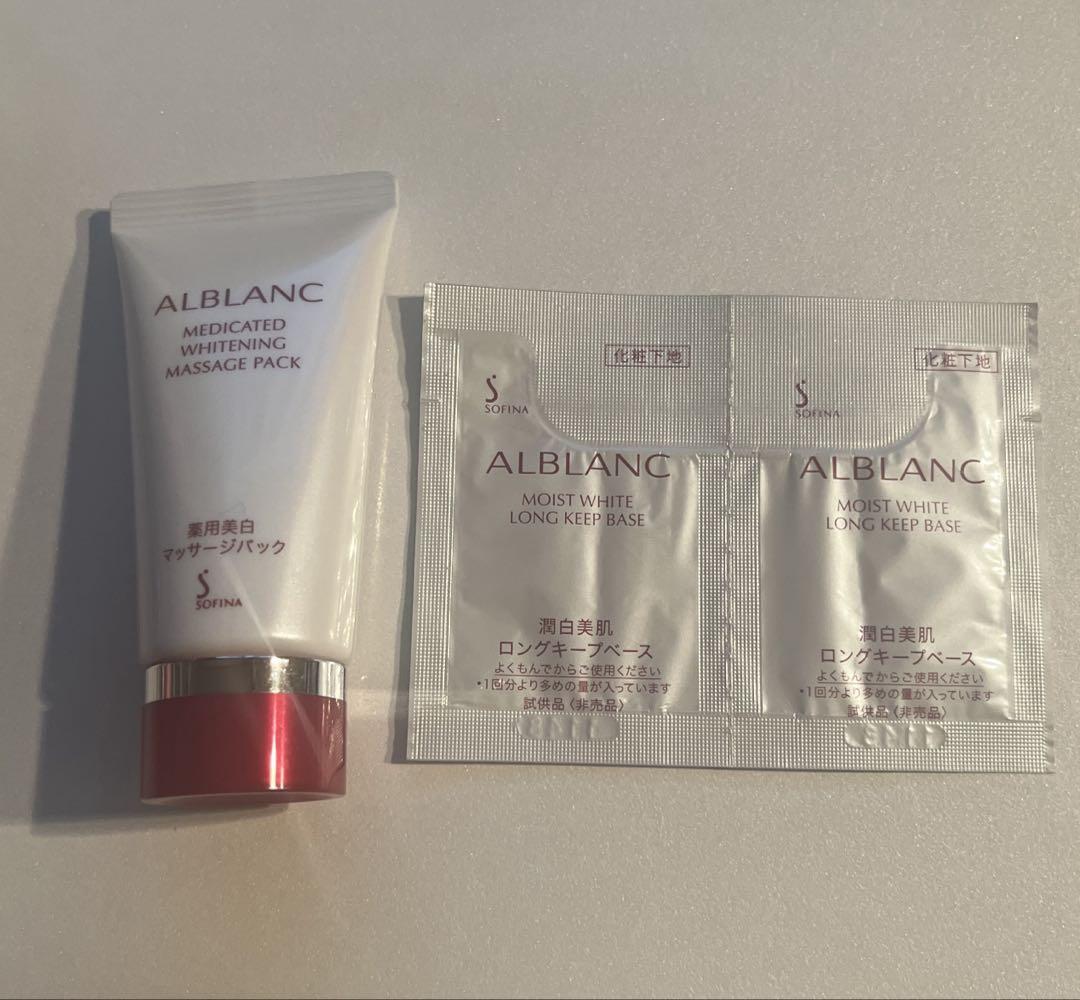 ALBLANC
MEDICATED
WHITENING
MASSAGE PACK
薬用美白
マッサージパック
SOFINA
化粧下地
SOFINA
ALBLANC
MOIST WHITE
LONG KEEP BASE
潤白美肌
ロングキープベース
よくもんでからご使用ください
•1回分より多めの量が入っています
試供品〈非売品〉
化粧下地
SOFINA
ALBLANC
MOIST WHITE
LONG KEEP BASE
潤白美肌
ロングキープベース
よくもんでからご使用ください
•1回分より多めの量が入っています
試供品〈非売品〉